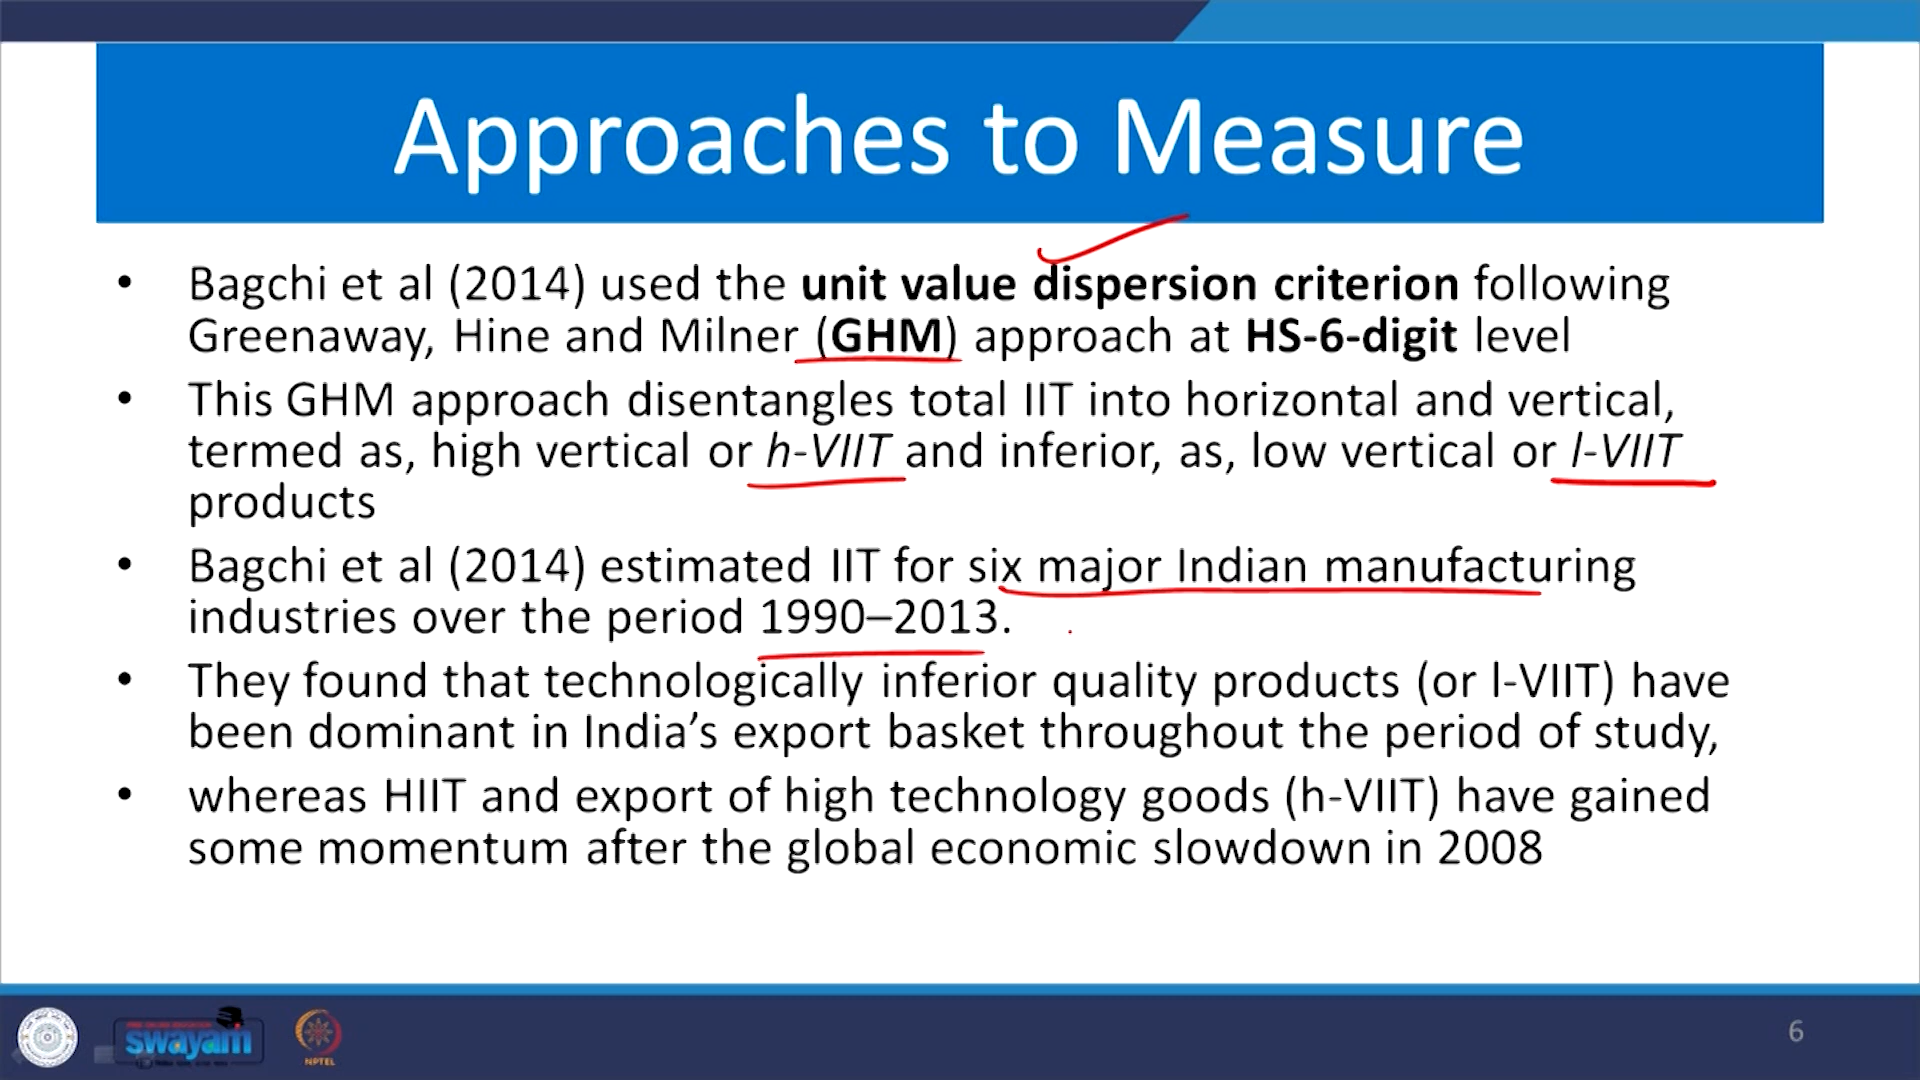 Approaches to Measure
• Bagchi et al (2014) used the unit value dispersion criterion following
Greenaway, Hine and Milner (GHM) approach at HS-6-digit level
• This GHM approach disentangles total IIT into horizontal and vertical,
termed as, high vertical or h-VIIT and inferior, as, low vertical or l-VIIT
products
• Bagchi et al (2014) estimated IIT for six major Indian manufacturing
industries over the period 1990–2013.
• They found that technologically inferior quality products (or l-VIIT) have
been dominant in India’s export basket throughout the period of study,
• whereas HIIT and export of high technology goods (h-VIIT) have gained
some momentum after the global economic slowdown in 2008
swayam
NPTEL
6